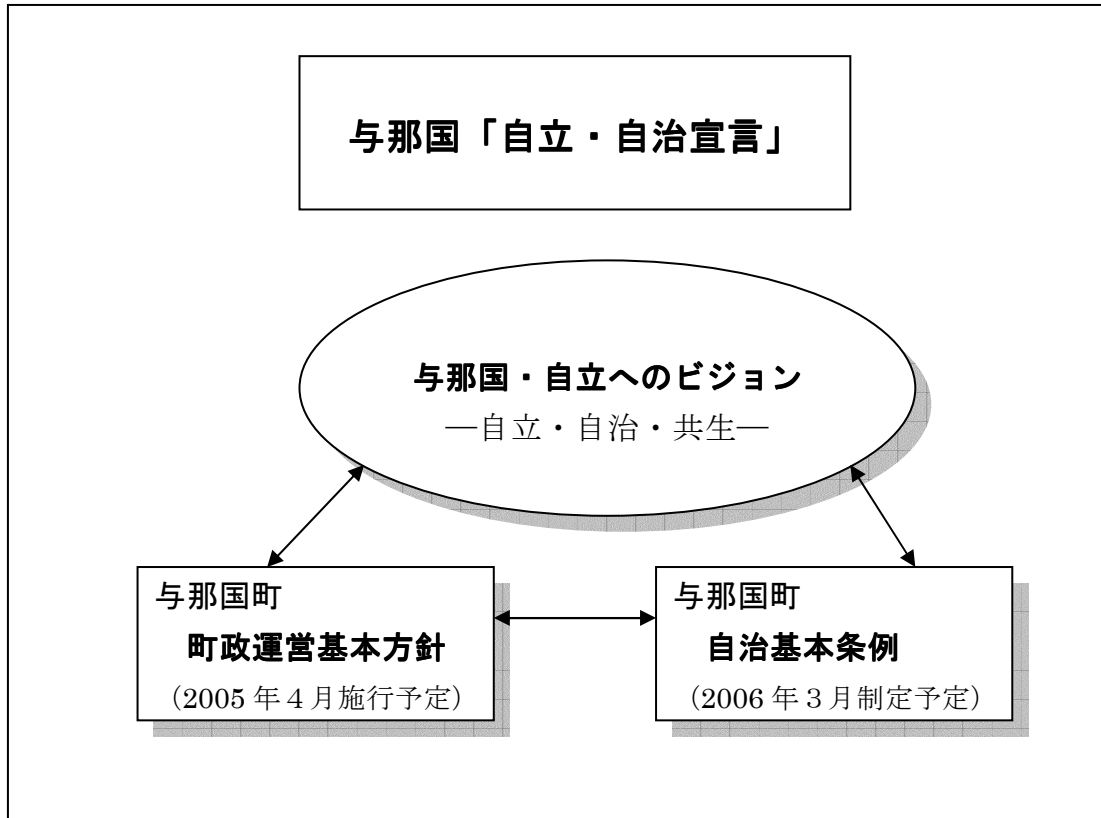 与那国「自立・自治宣言」
与那国・自立へのビジョン
―自立・自治・共生―
与那国町
町政運営基本方針
（2005年４月施行予定）
与那国町
自治基本条例
（2006年３月制定予定）